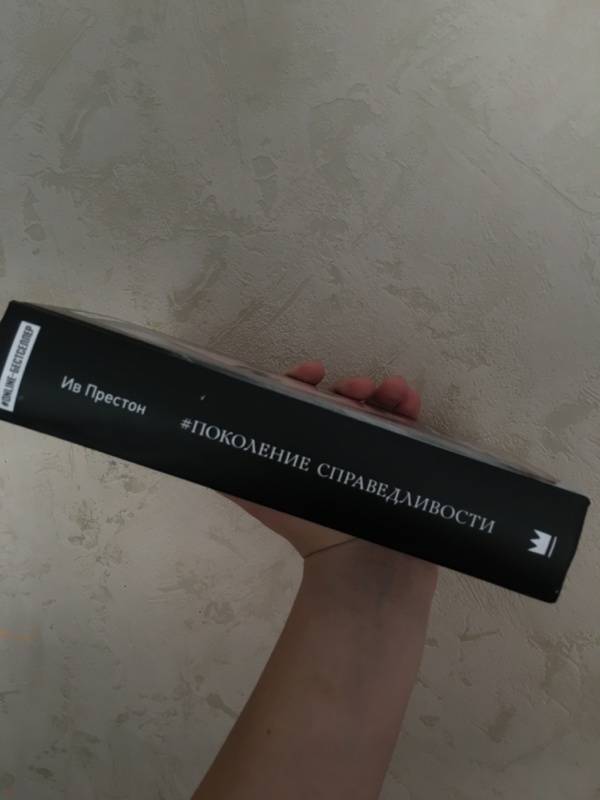 #ONLINE-БЕСТСЕЛЛЕР
Ив Престон
#ПОКОЛЕНИЕ СПРАВЕДЛИВОСТИ